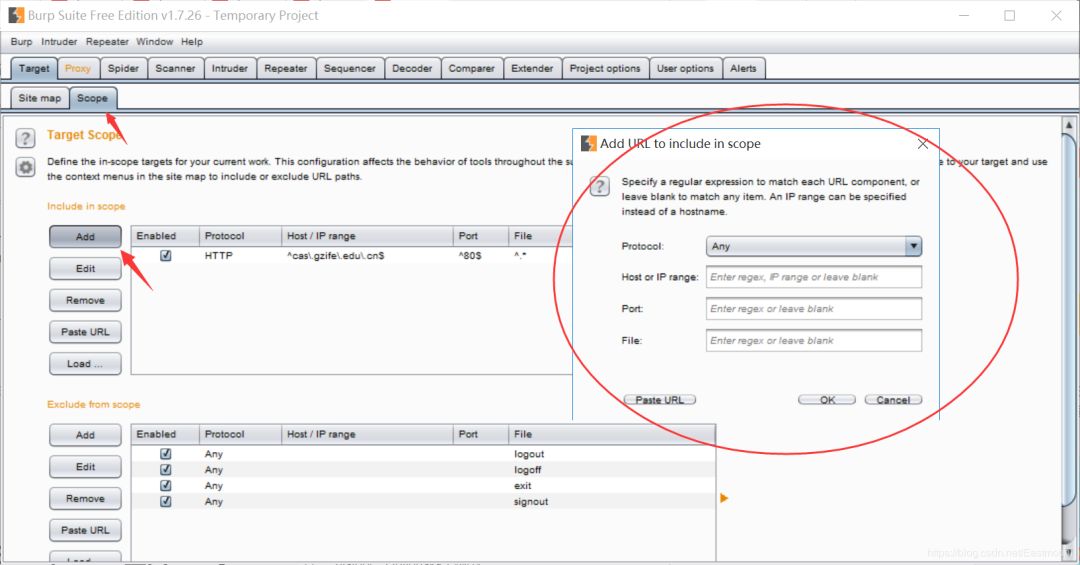 Burp Suite Free Edition v1.7.26 - Temporary Project
Burp Intruder Repeater Window Help
Target Proxy Spider Scanner Intruder Repeater Sequencer Decoder Comparer Extender Project options User options Alerts
Site map Scope
? Target Scope
Define the in-scope targets for your current work. This configuration affects the behavior of tools throughout the su e to your target and use
the context menus in the site map to include or exclude URL paths.
Include in scope
Add
Edit
Remove
Paste URL
Load ...
Enabled Protocol Host / IP range Port File
HTTP ^cas\.gzife\.edu\.cn$ ^80$ ^.*
Add URL to include in scope
? Specify a regular expression to match each URL component, or
leave blank to match any item. An IP range can be specified
instead of a hostname.
Protocol: Any
Host or IP range: Enter regex, IP range or leave blank
Port: Enter regex or leave blank
File: Enter regex or leave blank
Paste URL OK Cancel
Exclude from scope
Add
Edit
Remove
Paste URL
Enabled Protocol Host / IP range Port File
Any logout
Any logoff
Any exit
Any signout